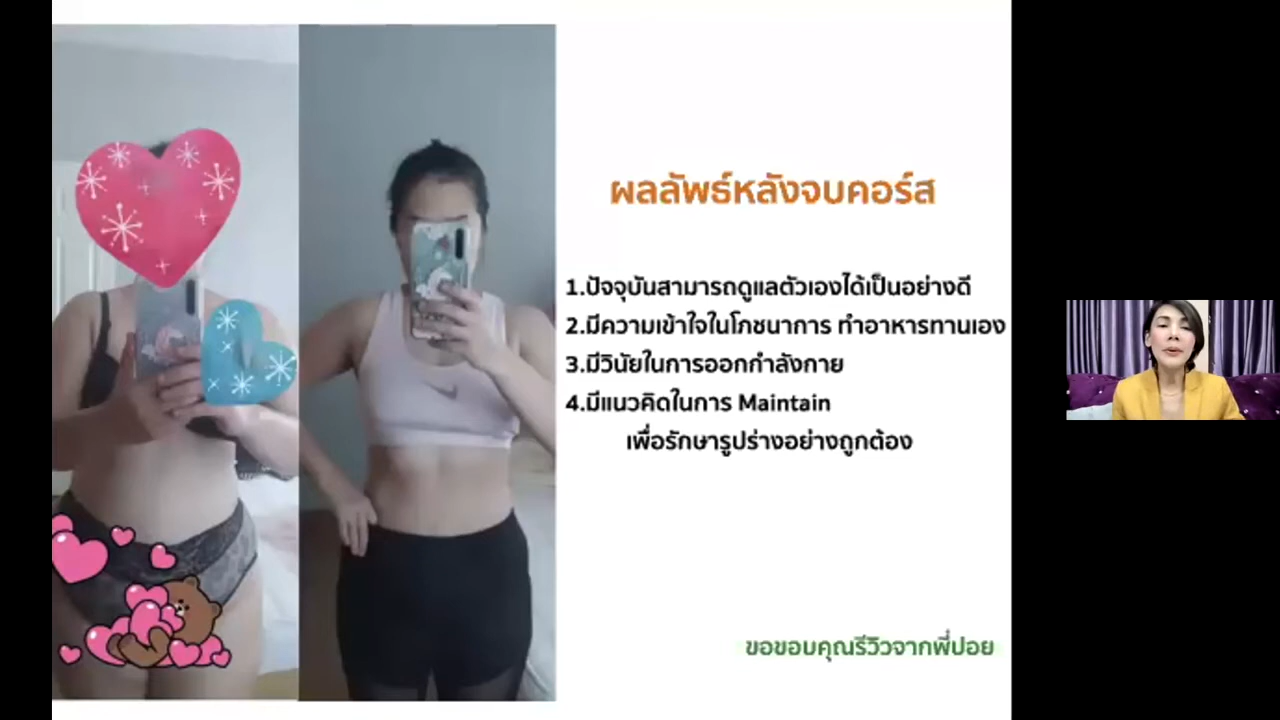 ผลลัพธ์หลังจบคอร์ส
1.ปัจจุบันสามารถดูแลตัวเองได้เป็นอย่างดี
2.มีความเข้าใจในโภชนาการ ทำอาหารทานเอง
3.มีวินัยในการออกกำลังกาย
4.มีแนวคิดในการ Maintain
เพื่อรักษารูปร่างอย่างถูกต้อง
ขอขอบคุณรีวิวจากพี่ปอย